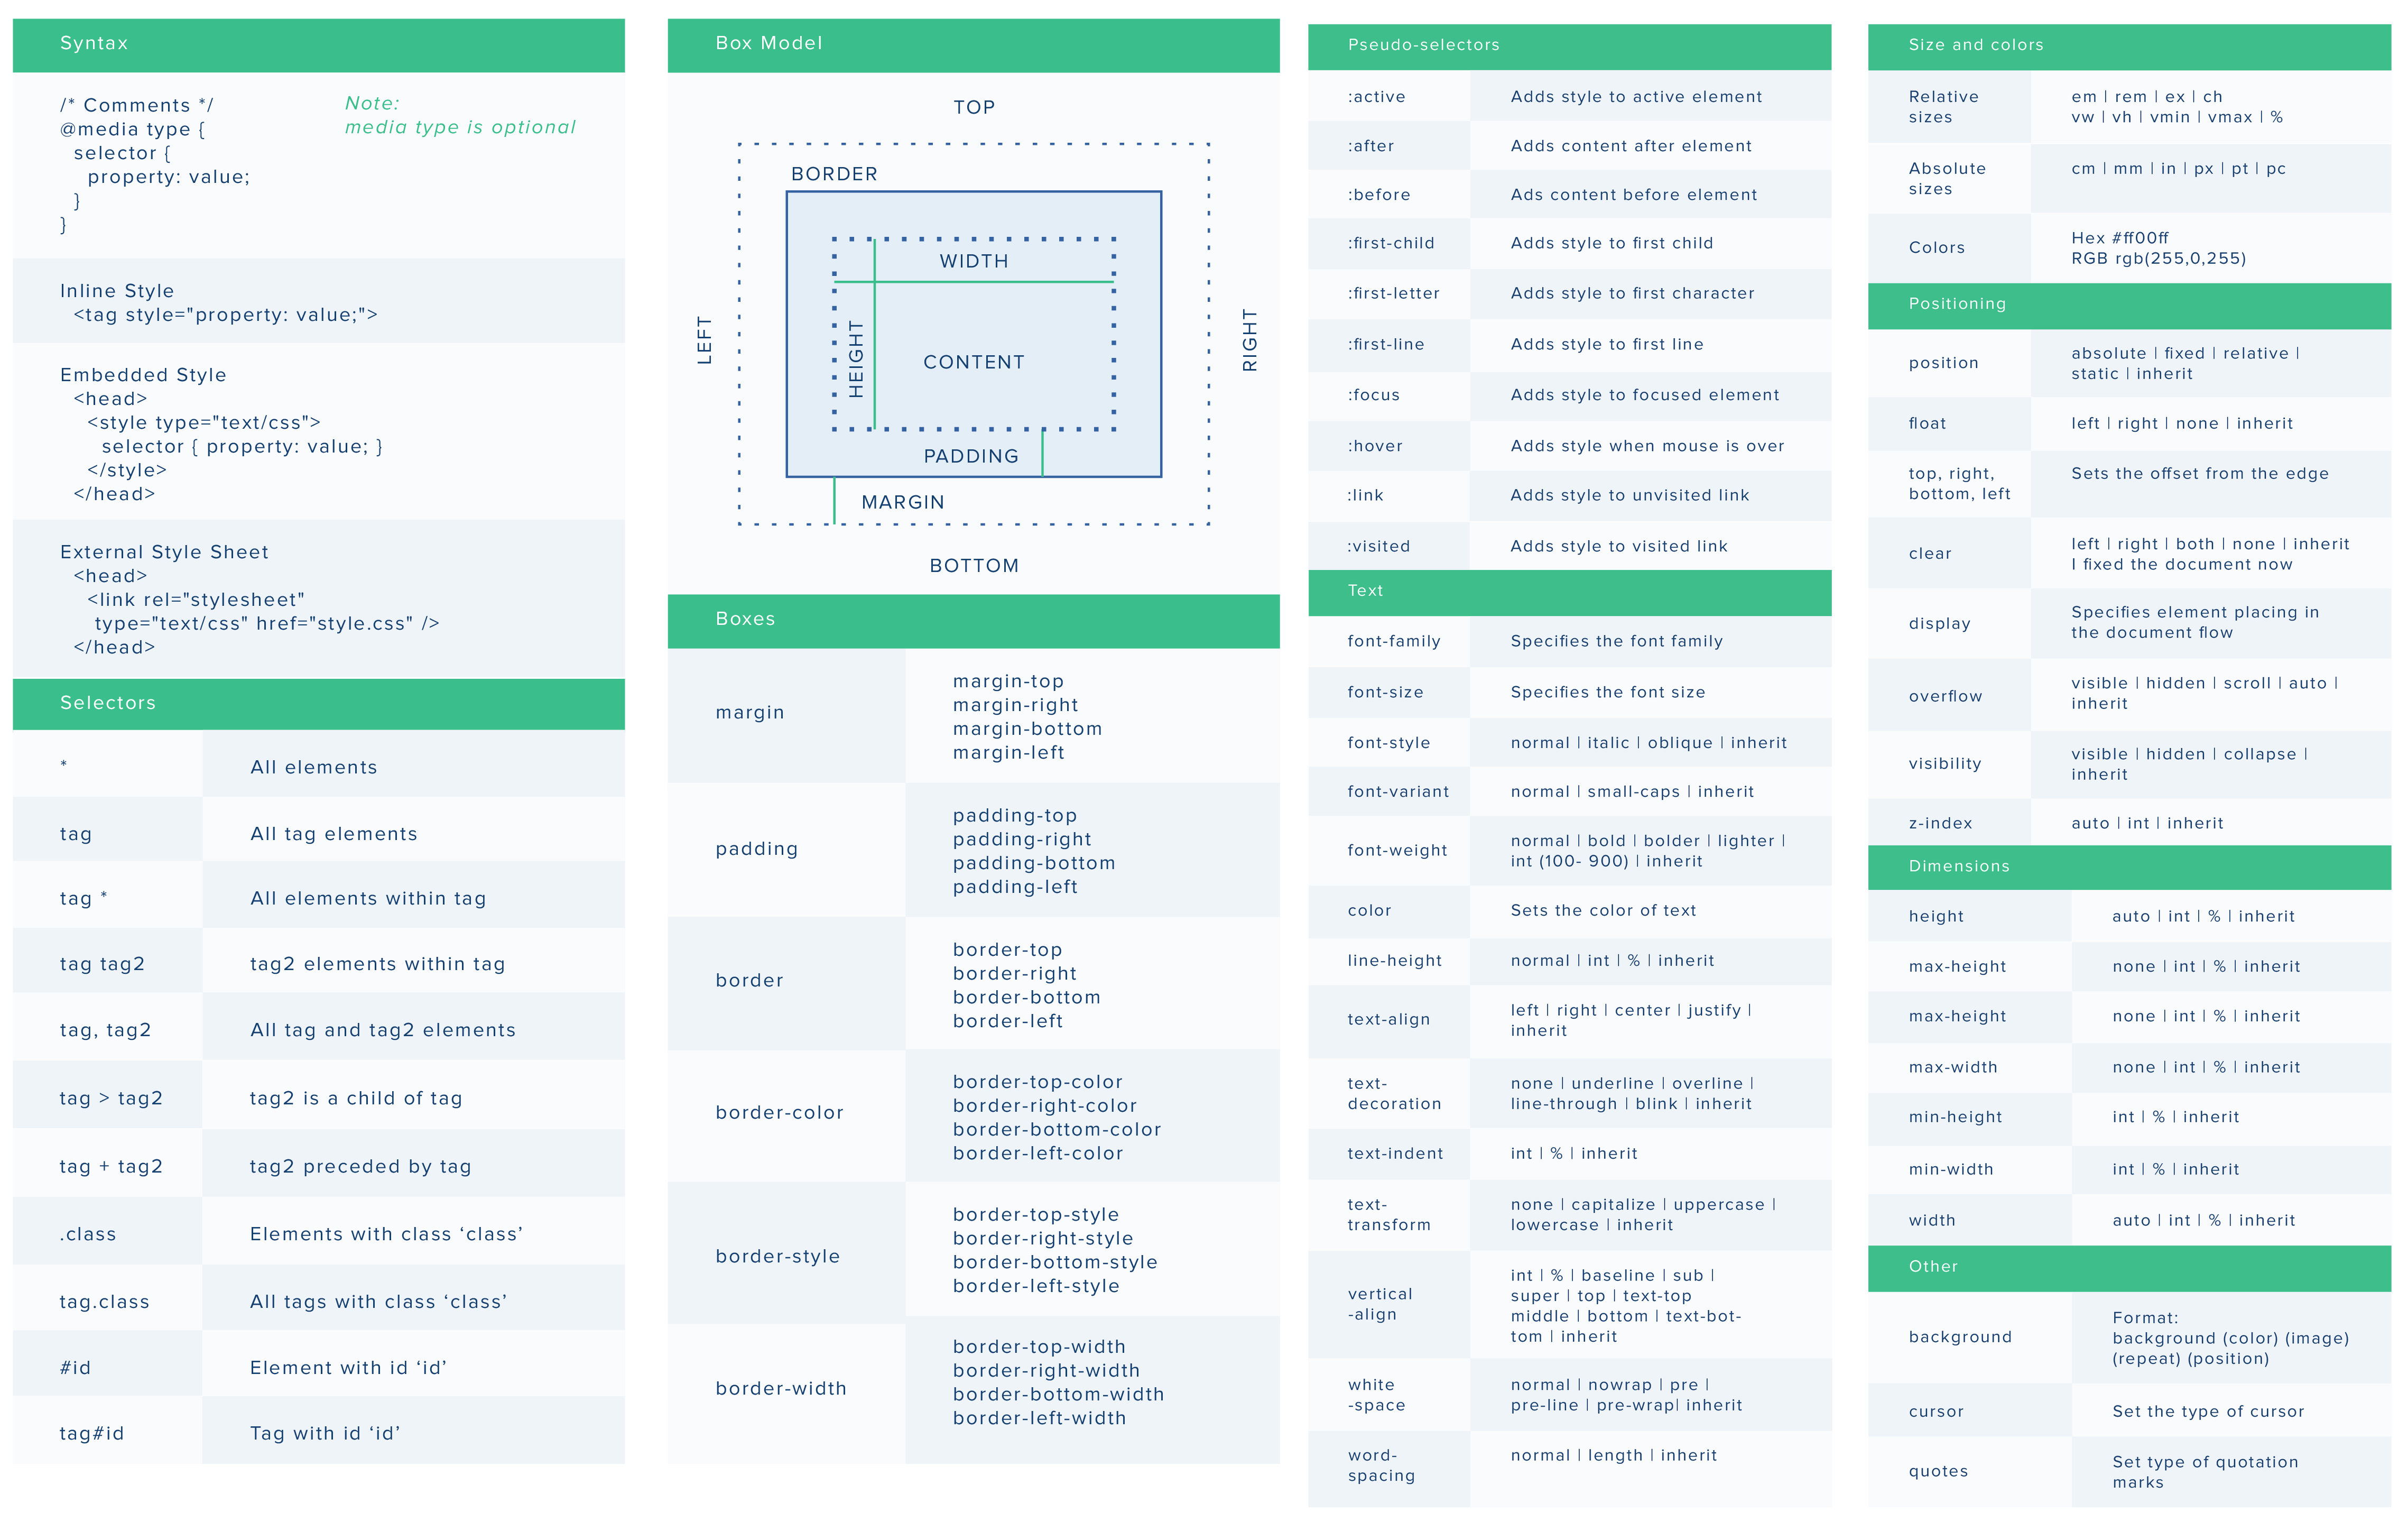 Syntax
/* Comments */
@media type {
selector {
property: value;
}
}
Note:
media type is optional
Inline Style
<tag style="property: value;">
Embedded Style
<head>
<style type="text/css">
selector { property: value; }
</style>
</head>
External Style Sheet
<head>
<link rel="stylesheet"
type="text/css" href="style.css" />
</head>
Selectors
* All elements
tag All tag elements
tag * All elements within tag
tag tag2 tag2 elements within tag
tag, tag2 All tag and tag2 elements
tag > tag2 tag2 is a child of tag
tag + tag2 tag2 preceded by tag
.class Elements with class ‘class’
tag.class All tags with class ‘class’
#id Element with id ‘id’
tag#id Tag with id ‘id’
Box Model
TOP
BORDER
WIDTH
LEFT
HEIGHT
CONTENT
RIGHT
PADDING
MARGIN
BOTTOM
Boxes
margin
margin-top
margin-right
margin-bottom
margin-left
padding
padding-top
padding-right
padding-bottom
padding-left
border
border-top
border-right
border-bottom
border-left
border-color
border-top-color
border-right-color
border-bottom-color
border-left-color
border-style
border-top-style
border-right-style
border-bottom-style
border-left-style
border-width
border-top-width
border-right-width
border-bottom-width
border-left-width
Pseudo-selectors
:active Adds style to active element
:after Adds content after element
:before Ads content before element
:first-child Adds style to first child
:first-letter Adds style to first character
:first-line Adds style to first line
:focus Adds style to focused element
:hover Adds style when mouse is over
:link Adds style to unvisited link
:visited Adds style to visited link
Text
font-family Specifies the font family
font-size Specifies the font size
font-style normal | italic | oblique | inherit
font-variant normal | small-caps | inherit
font-weight
normal | bold | bolder | lighter |
int (100- 900) | inherit
color Sets the color of text
line-height normal | int | % | inherit
text-align
left | right | center | justify |
inherit
text-
decoration
none | underline | overline |
line-through | blink | inherit
text-indent int | % | inherit
text-
transform
none | capitalize | uppercase |
lowercase | inherit
vertical
-align
int | % | baseline | sub |
super | top | text-top
middle | bottom | text-bot-
tom | inherit
white
-space
normal | nowrap | pre |
pre-line | pre-wrap| inherit
word-
spacing
normal | length | inherit
Size and colors
Relative
sizes
em | rem | ex | ch
vw | vh | vmin | vmax | %
Absolute
sizes
cm | mm | in | px | pt | pc
Colors
Hex #ff00ff
RGB rgb(255,0,255)
Positioning
position
absolute | fixed | relative |
static | inherit
float left | right | none | inherit
top, right,
bottom, left
Sets the offset from the edge
clear
left | right | both | none | inherit
I fixed the document now
display
Specifies element placing in
the document flow
overflow
visible | hidden | scroll | auto |
inherit
visibility
visible | hidden | collapse |
inherit
z-index auto | int | inherit
Dimensions
height auto | int | % | inherit
max-height none | int | % | inherit
max-height none | int | % | inherit
max-width none | int | % | inherit
min-height int | % | inherit
min-width int | % | inherit
width auto | int | % | inherit
Other
background
Format:
background (color) (image)
(repeat) (position)
cursor Set the type of cursor
quotes
Set type of quotation
marks